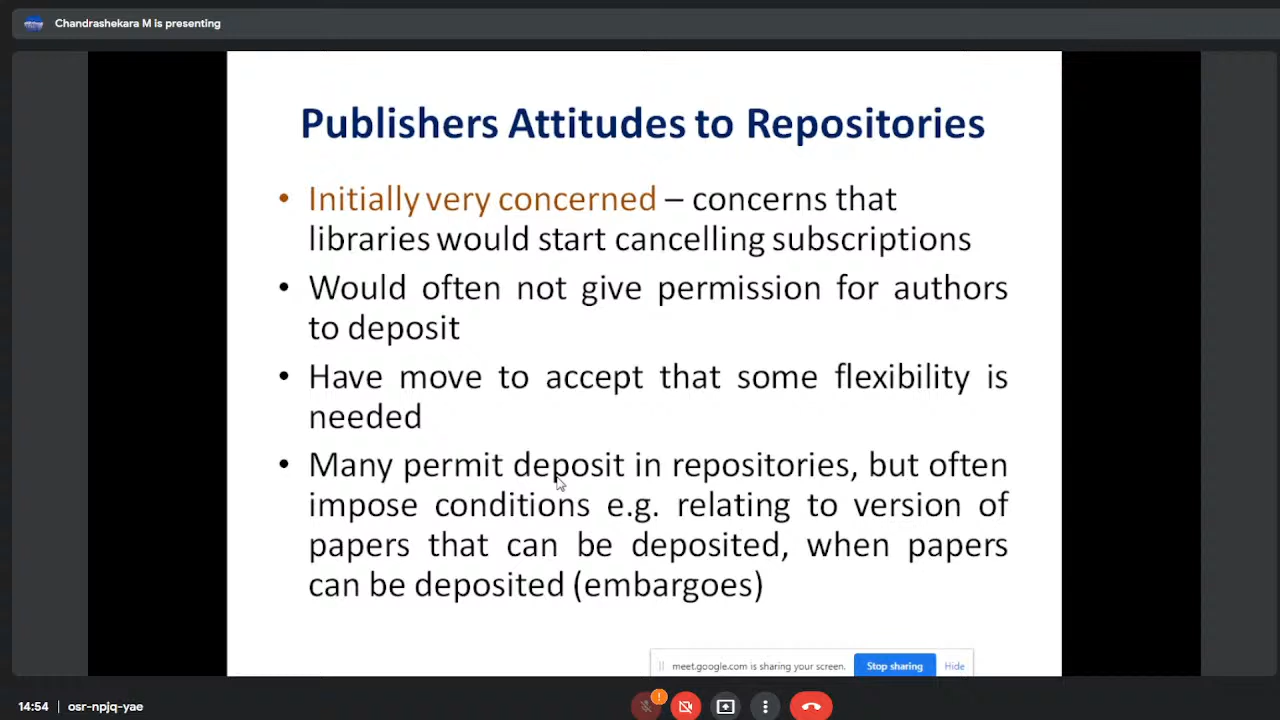 Chandrashekara M is presenting
Publishers Attitudes to Repositories
• Initially very concerned – concerns that
libraries would start cancelling subscriptions
• Would often not give permission for authors
to deposit
• Have move to accept that some flexibility is
needed
• Many permit deposit in repositories, but often
impose conditions e.g. relating to version of
papers that can be deposited, when papers
can be deposited (embargoes)
meet.google.com is sharing your screen. Stop sharing Hide
14:54 | osr-npjq-yae